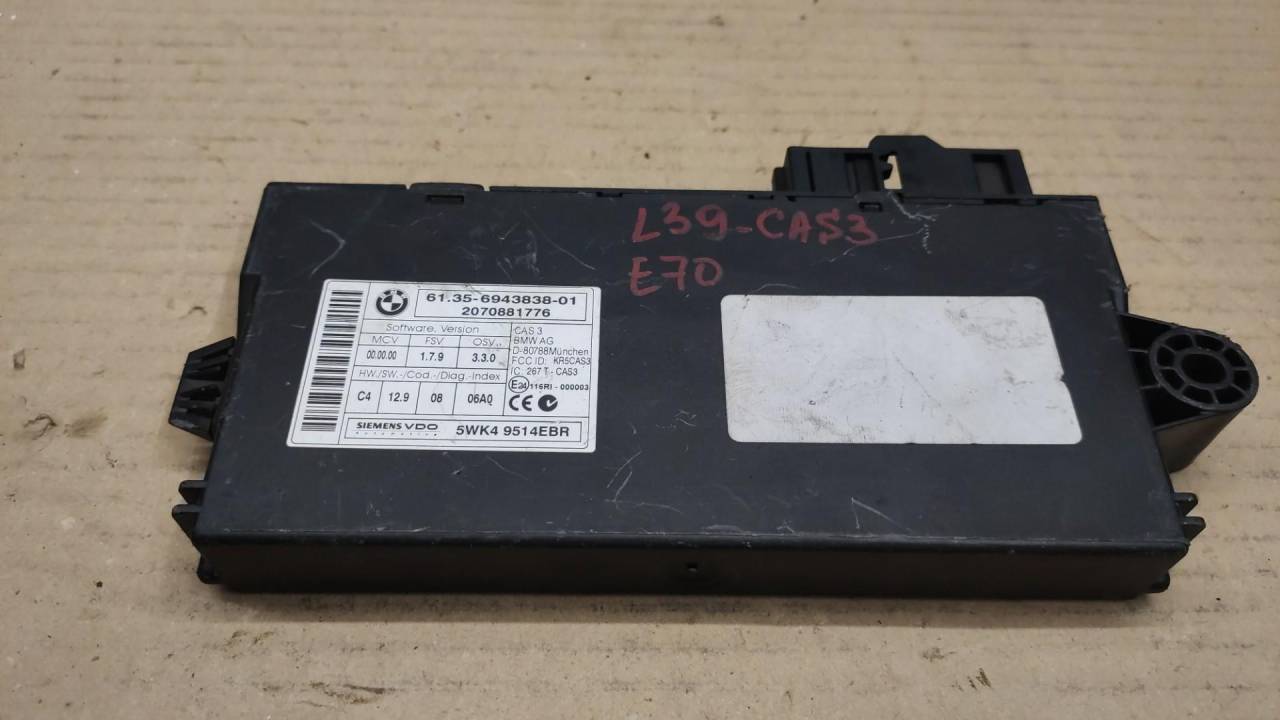 L39-CAS3
E70
61.35-6943838-01
2070881776
Software, Version
MCV FSV OSV
00.00.00 1.7.9 3.3.0
HW./SW.-/Cod.-/Diag.-Index
C4 12.9 08 06A0
SIEMENS VDO
Automotive
5WK4 9514EBR
CAS 3
BMW AG
D-80788München
FCC ID: KR5CAS3
IC: 267T-CAS3
E24 116RI - 000003
CE